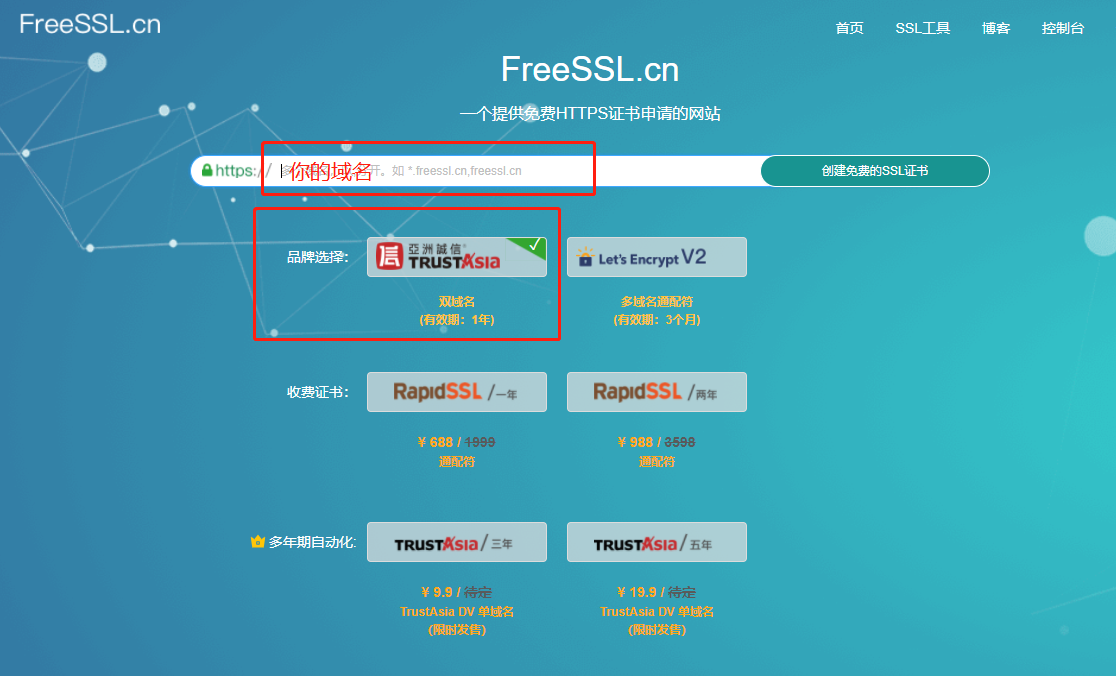 FreeSSL.cn
首页 SSL工具 博客 控制台
FreeSSL.cn
一个提供免费HTTPS证书申请的网站
https:// 你的域名 开。如 *.freessl.cn,freessl.cn 创建免费的SSL证书
品牌选择: 亞洲誠信® TRUSTAsia Let's Encrypt V2
双域名 多域名通配符
(有效期：1年) (有效期：3个月)
收费证书: RapidSSL /一年 RapidSSL /两年
¥ 688 / 1999 ¥ 988 / 3598
通配符 通配符
多年期自动化: TRUSTAsia/三年 TRUSTAsia/五年
¥ 9.9 / 待定 ¥ 19.9 / 待定
TrustAsia DV 单域名 TrustAsia DV 单域名
(限时发售) (限时发售)